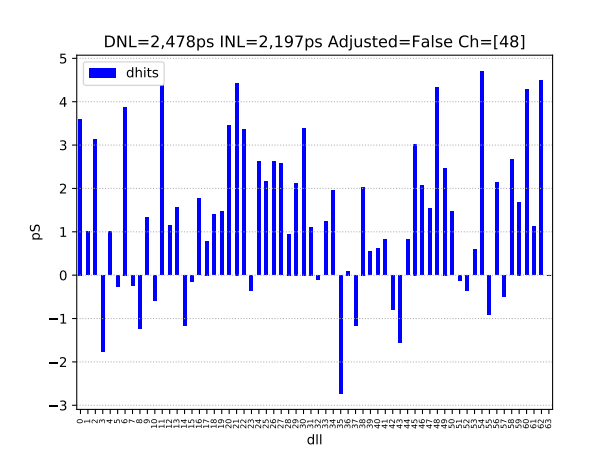 DNL=2,478ps INL=2,197ps Adjusted=False Ch=[48]
dhits
5
4
3
2
1
0
−1
−2
−3
pS
0 1 2 3 4 5 6 7 8 9 10 11 12 13 14 15 16 17 18 19 20 21 22 23 24 25 26 27 28 29 30 31 32 33 34 35 36 37 38 39 40 41 42 43 44 45 46 47 48 49 50 51 52 53 54 55 56 57 58 59 60 61 62 63
dll